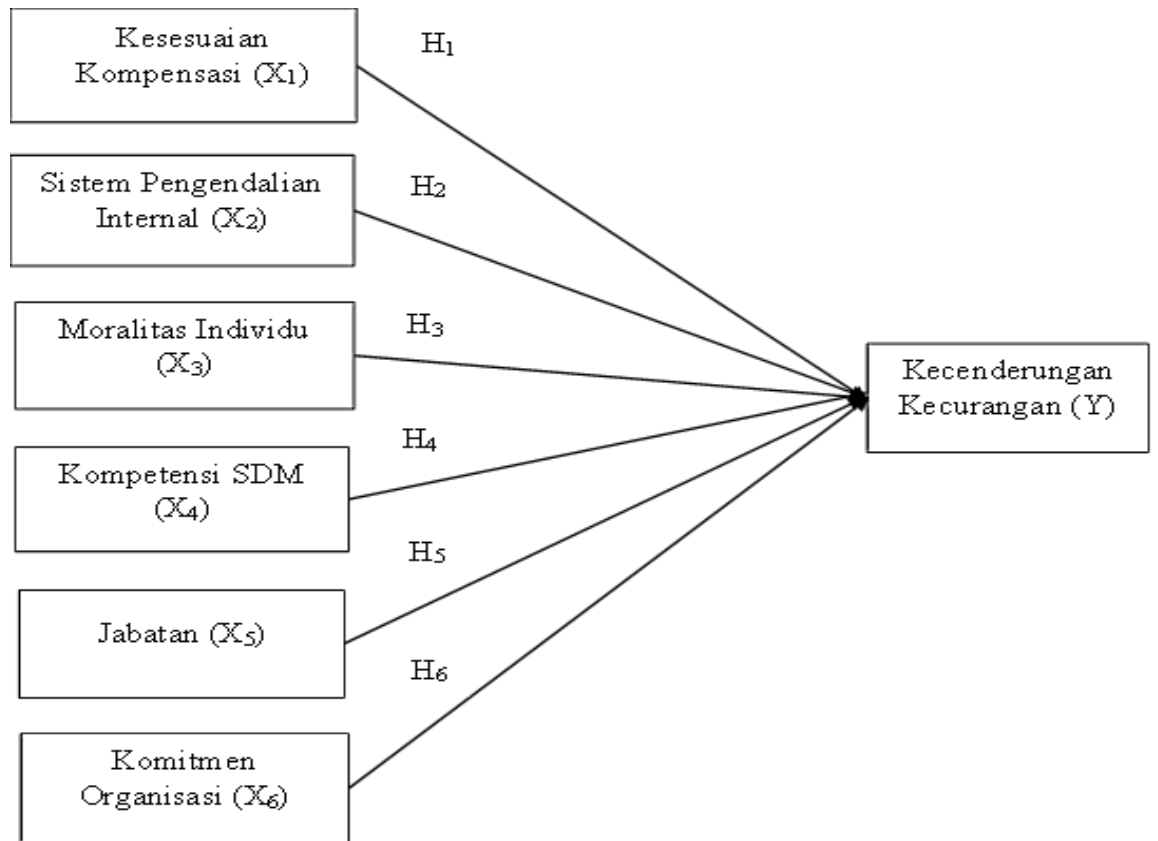 Kesesuaian
Kompensasi (X₁)
H₁
Sistem Pengendalian
Internal (X₂)
H₂
Moralitas Individu
(X₃)
H₃
Kecenderungan
Kecurangan (Y)
Kompetensi SDM
(X₄)
H₄
Jabatan (X₅)
H₅
Komitmen
Organisasi (X₆)
H₆